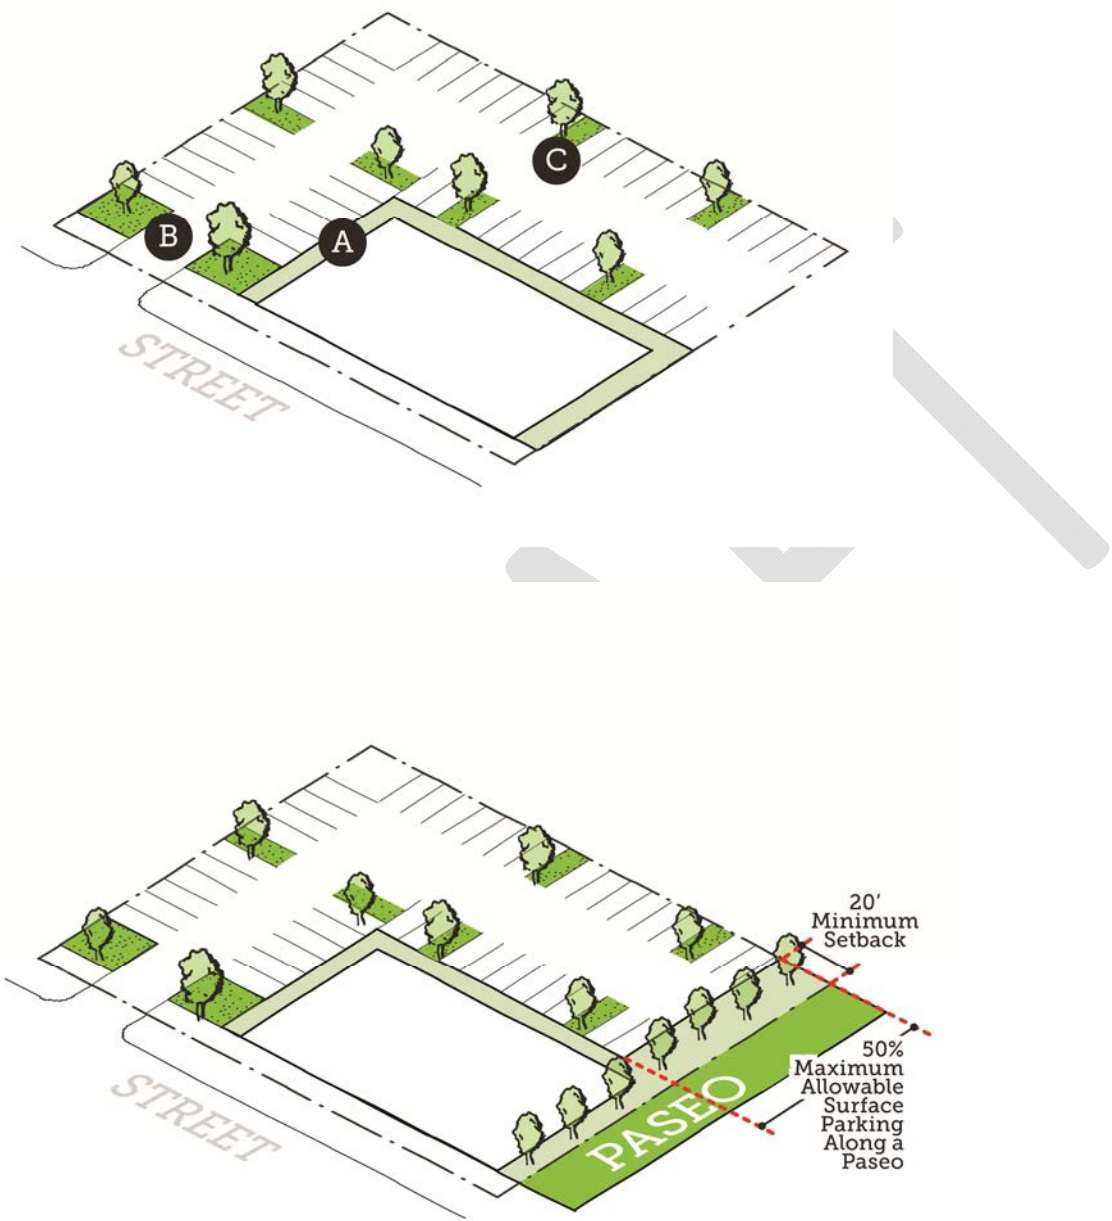 C
B
A
STREET
20'
Minimum
Setback
50%
Maximum
Allowable
Surface
Parking
Along a
Paseo
PASEO
STREET